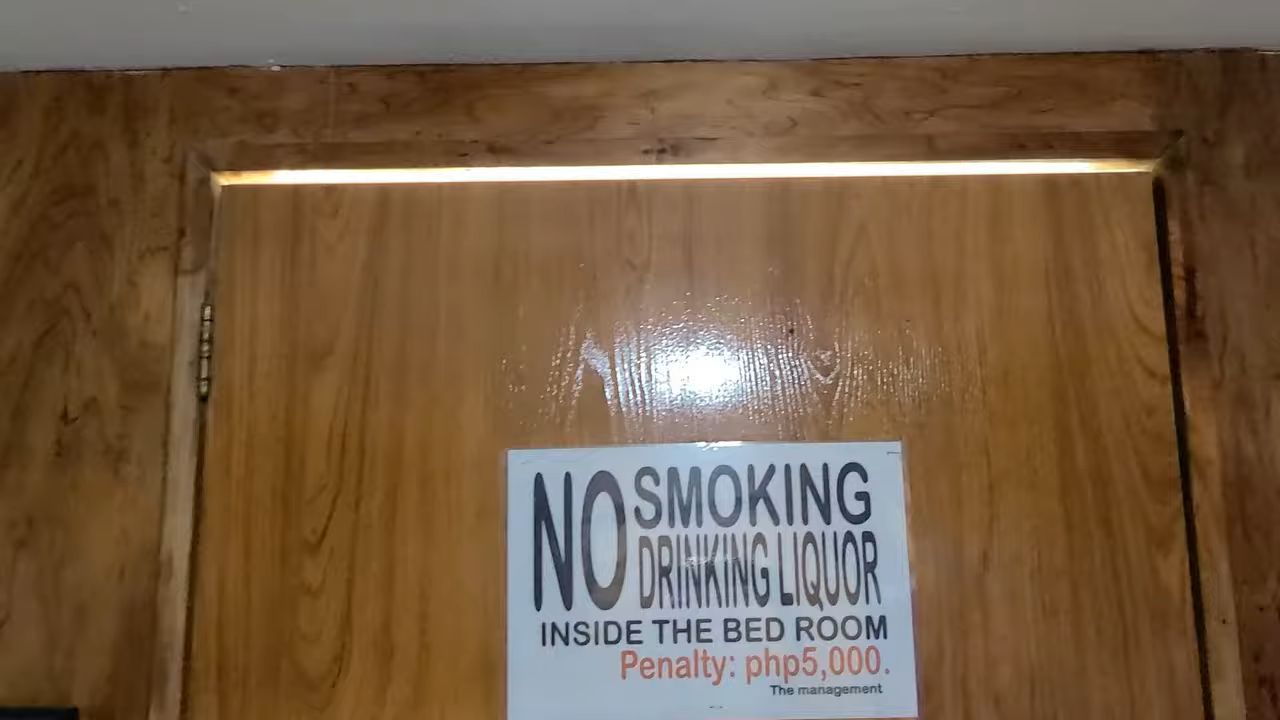 NO SMOKING
DRINKING LIQUOR
INSIDE THE BED ROOM
Penalty: php5,000.
The management